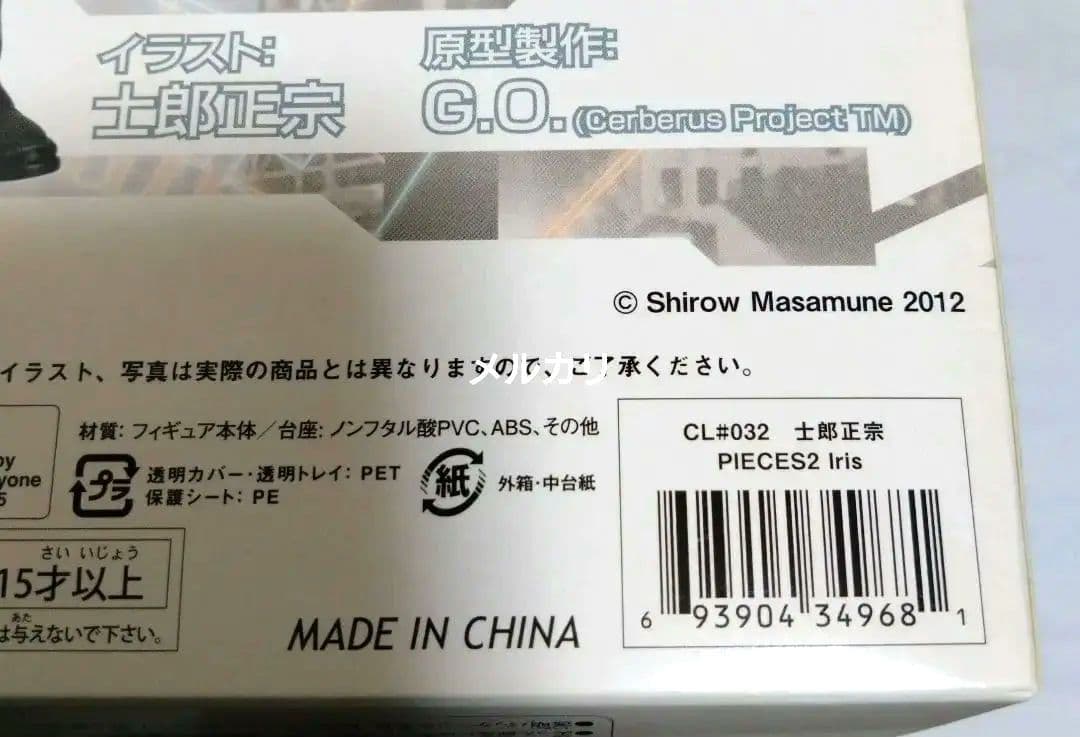 イラスト:
士郎正宗
原型製作:
G.O. (Cerberus Project TM)
© Shirow Masamune 2012
イラスト、写真は実際の商品とは異なりますので、ご了承ください。
メルカリ
材質: フィギュア本体/台座: ノンフタル酸PVC、ABS、その他
プラ
透明カバー・透明トレイ: PET
保護シート: PE
紙
外箱・中台紙
by
yone
5
さい いじょう
15才以上
あた
は与えないで下さい。
MADE IN CHINA
CL#032 士郎正宗
PIECES2 Iris
6 93904 34968 1